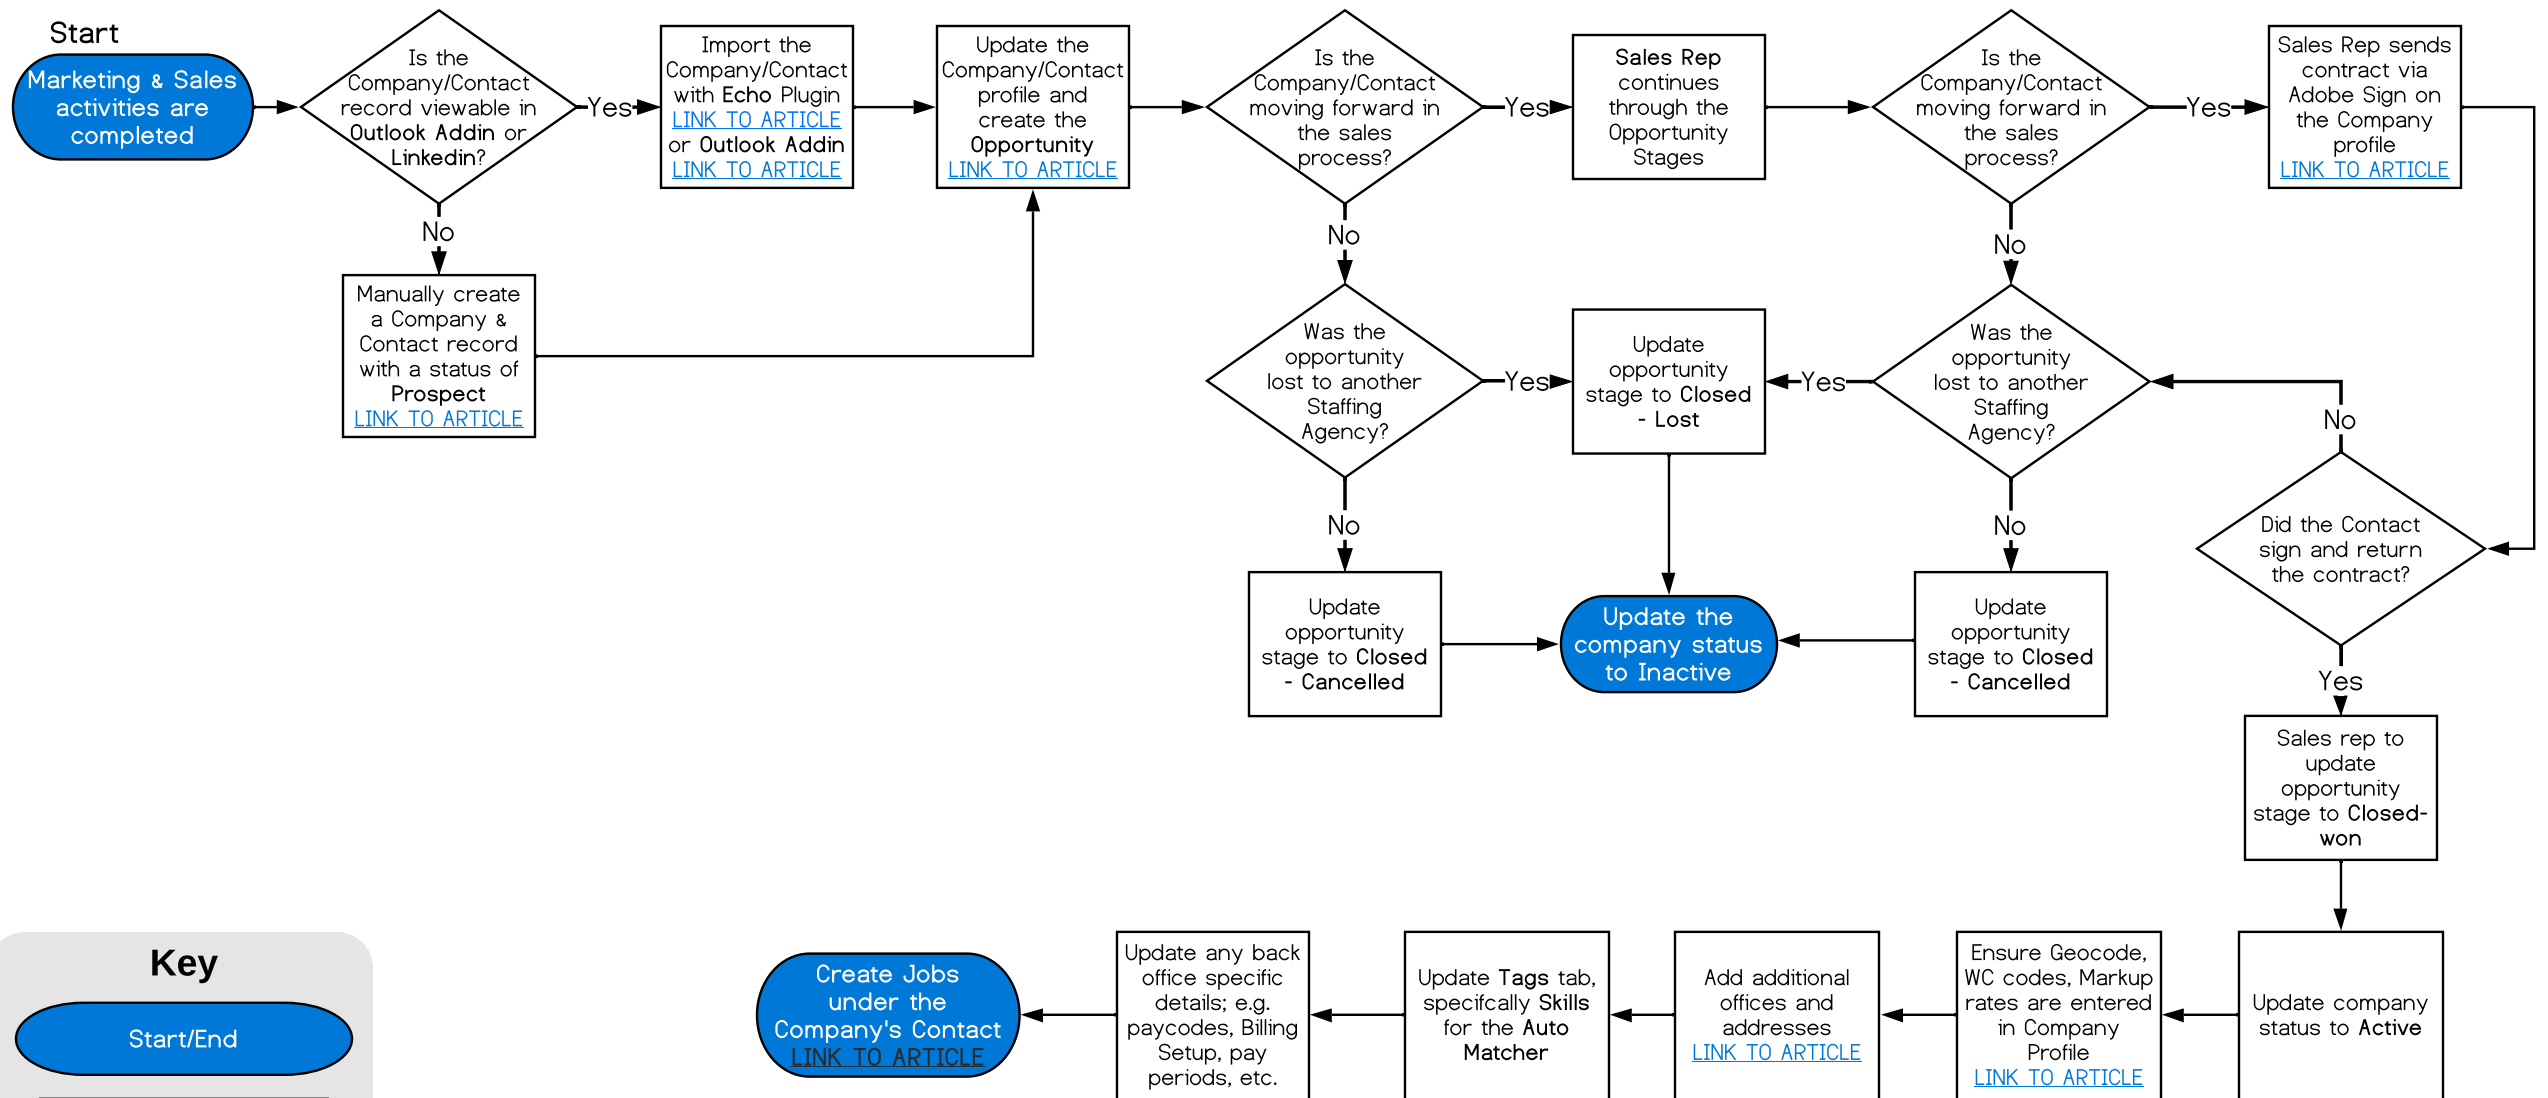 Start
Marketing & Sales
activities are
completed
Is the
Company/Contact
record viewable in
Outlook Addin or
Linkedin?
Yes
Import the
Company/Contact
with Echo Plugin
LINK TO ARTICLE
or Outlook Addin
LINK TO ARTICLE
Update the
Company/Contact
profile and
create the
Opportunity
LINK TO ARTICLE
Is the
Company/Contact
moving forward in
the sales
process?
Yes
Sales Rep
continues
through the
Opportunity
Stages
Is the
Company/Contact
moving forward in
the sales
process?
Yes
Sales Rep sends
contract via
Adobe Sign on
the Company
profile
LINK TO ARTICLE
No
No
No
Manually create
a Company &
Contact record
with a status of
Prospect
LINK TO ARTICLE
Was the
opportunity
lost to another
Staffing
Agency?
Yes
Update
opportunity
stage to Closed
- Lost
Yes
Was the
opportunity
lost to another
Staffing
Agency?
No
Did the Contact
sign and return
the contract?
No
No
Update
opportunity
stage to Closed
- Cancelled
Update the
company status
to Inactive
Update
opportunity
stage to Closed
- Cancelled
Yes
Sales rep to
update
opportunity
stage to Closed-
won
Key
Start/End
Create Jobs
under the
Company's Contact
LINK TO ARTICLE
Update any back
office specific
details; e.g.
paycodes, Billing
Setup, pay
periods, etc.
Update Tags tab,
specifcally Skills
for the Auto
Matcher
Add additional
offices and
addresses
LINK TO ARTICLE
Ensure Geocode,
WC codes, Markup
rates are entered
in Company
Profile
LINK TO ARTICLE
Update company
status to Active